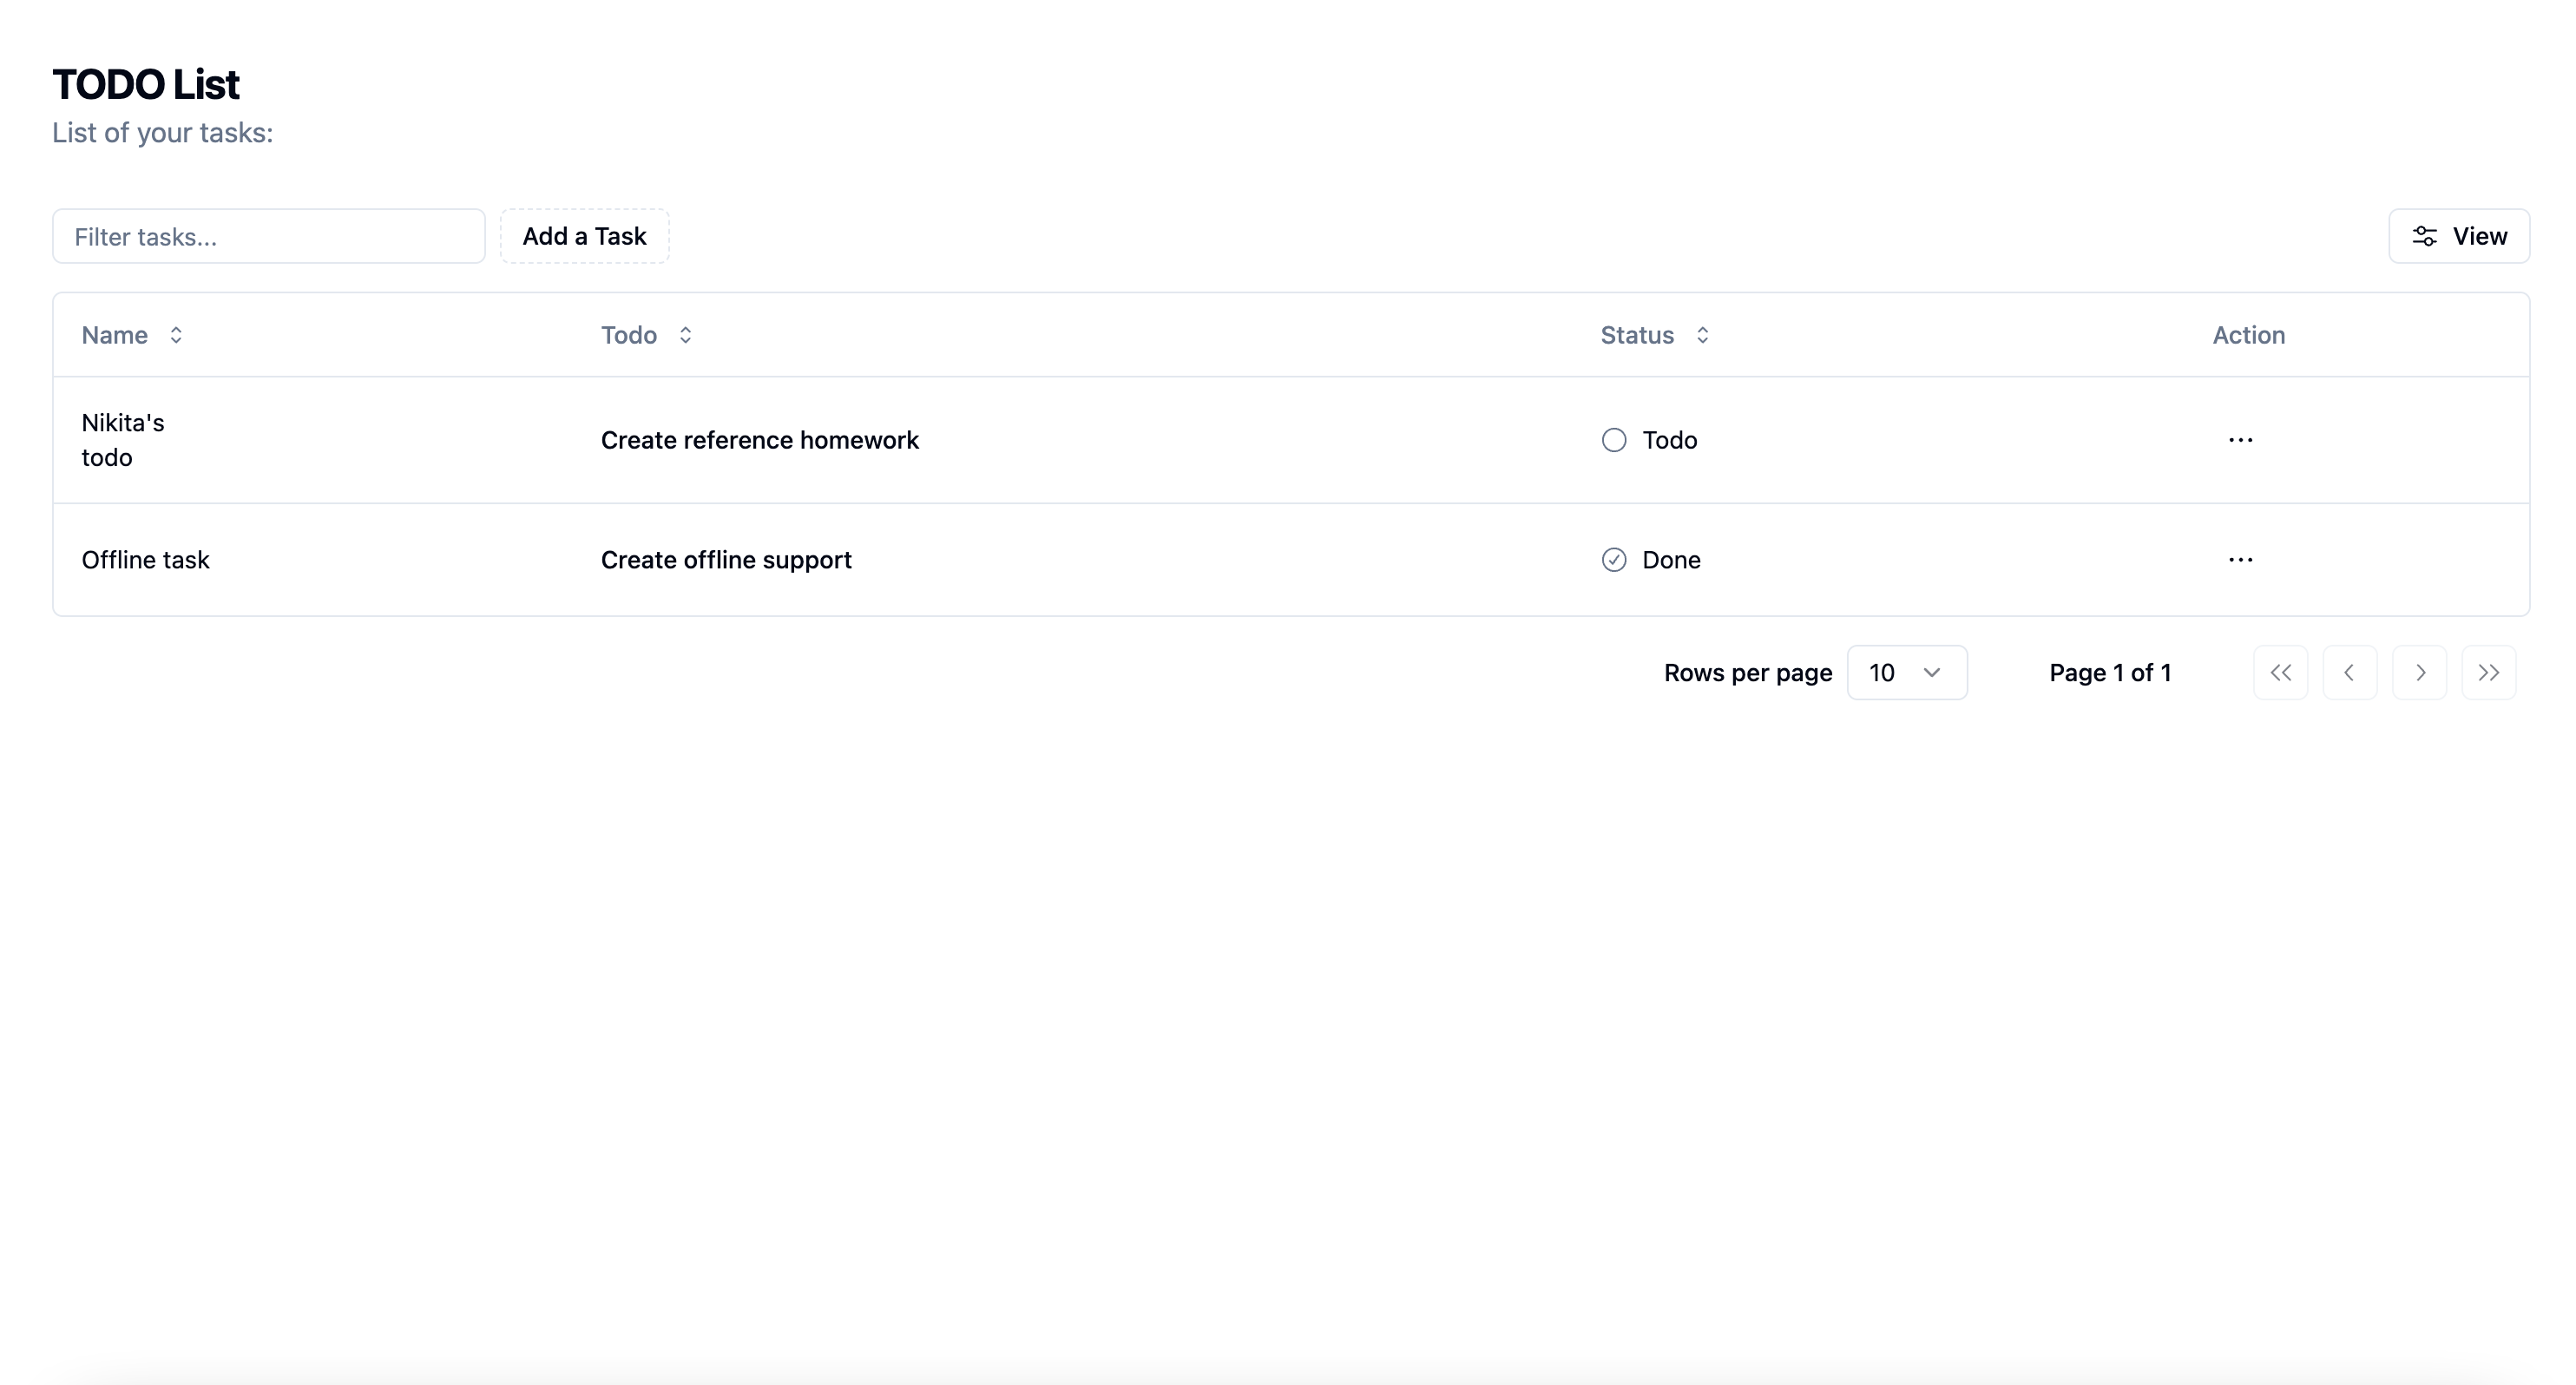 TODO List
List of your tasks:
Filter tasks...
Add a Task
View
Name
Todo
Status
Action
Nikita's
todo
Create reference homework
Todo
Offline task
Create offline support
Done
Rows per page
10
Page 1 of 1